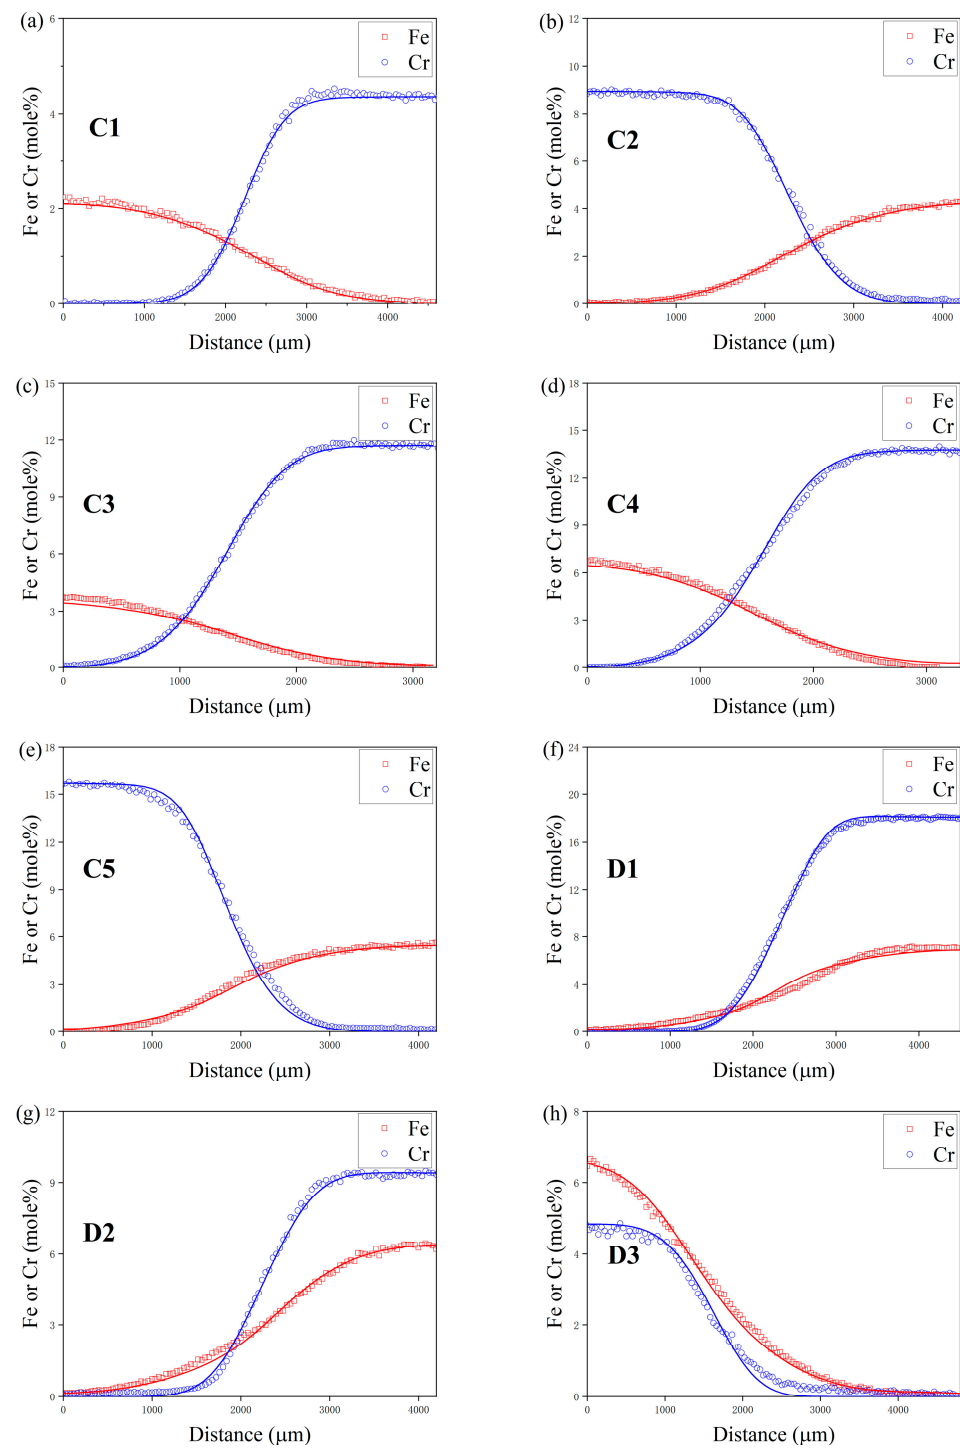 (a)
6
4
2
0
Fe
Cr
C1
Fe or Cr (mole%)
0 1000 2000 3000 4000
Distance (μm)
(b)
12
9
6
4
2
0
Fe
Cr
C2
Fe or Cr (mole%)
0 1000 2000 3000 4000
Distance (μm)
(c)
15
12
9
6
3
0
Fe
Cr
C3
Fe or Cr (mole%)
0 1000 2000 3000
Distance (μm)
(d)
18
15
12
9
6
3
0
Fe
Cr
C4
Fe or Cr (mole%)
0 1000 2000 3000
Distance (μm)
(e)
18
15
12
9
6
3
0
Fe
Cr
C5
Fe or Cr (mole%)
0 1000 2000 3000 4000
Distance (μm)
(f)
24
20
16
12
8
4
0
Fe
Cr
D1
Fe or Cr (mole%)
0 1000 2000 3000 4000
Distance (μm)
(g)
12
9
6
3
0
Fe
Cr
D2
Fe or Cr (mole%)
0 1000 2000 3000 4000
Distance (μm)
(h)
8
6
4
2
0
Fe
Cr
D3
Fe or Cr (mole%)
0 1000 2000 3000 4000
Distance (μm)